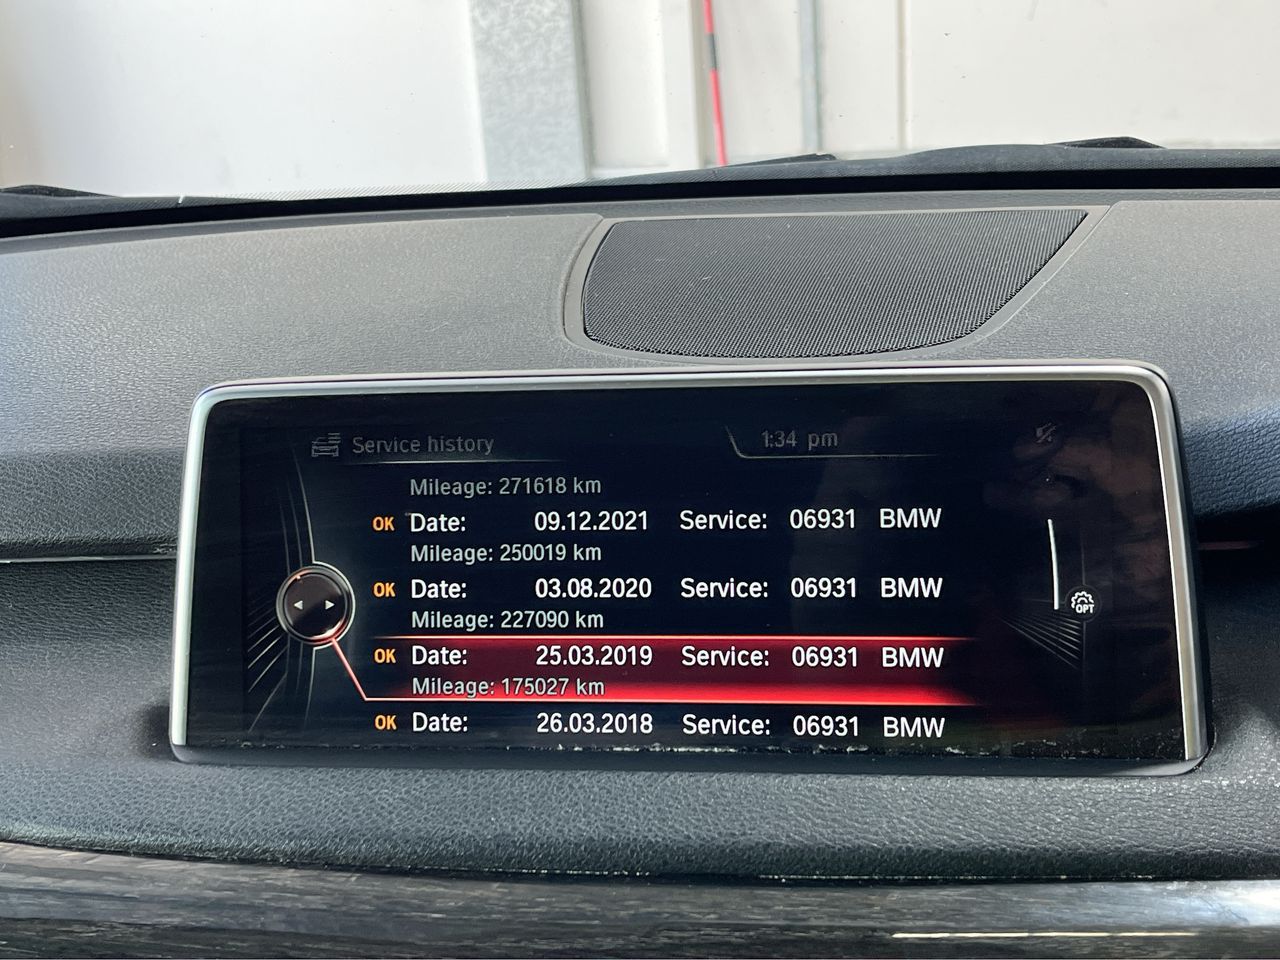 Service history 1:34 pm
Mileage: 271618 km
OK Date: 09.12.2021 Service: 06931 BMW
Mileage: 250019 km
OK Date: 03.08.2020 Service: 06931 BMW
Mileage: 227090 km
OK Date: 25.03.2019 Service: 06931 BMW
Mileage: 175027 km
OK Date: 26.03.2018 Service: 06931 BMW
OPT